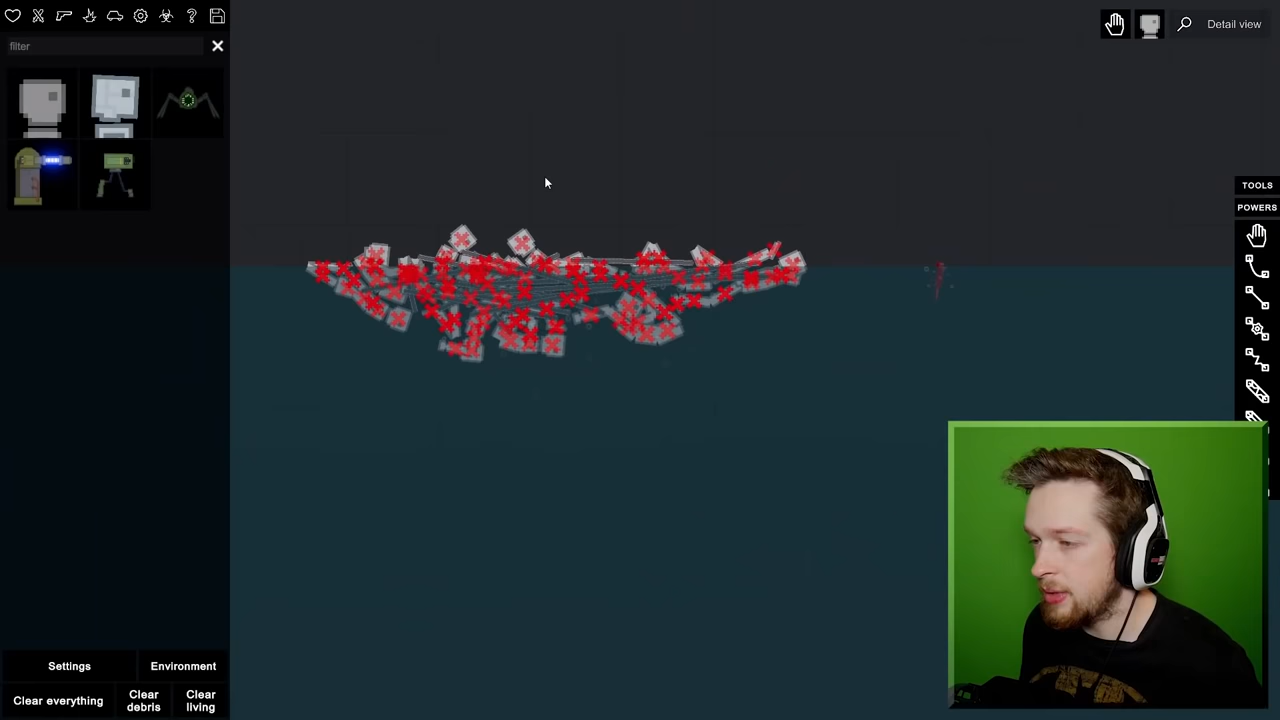 Detail view
filter
TOOLS
POWERS
Settings
Environment
Clear everything
Clear
debris
Clear
living